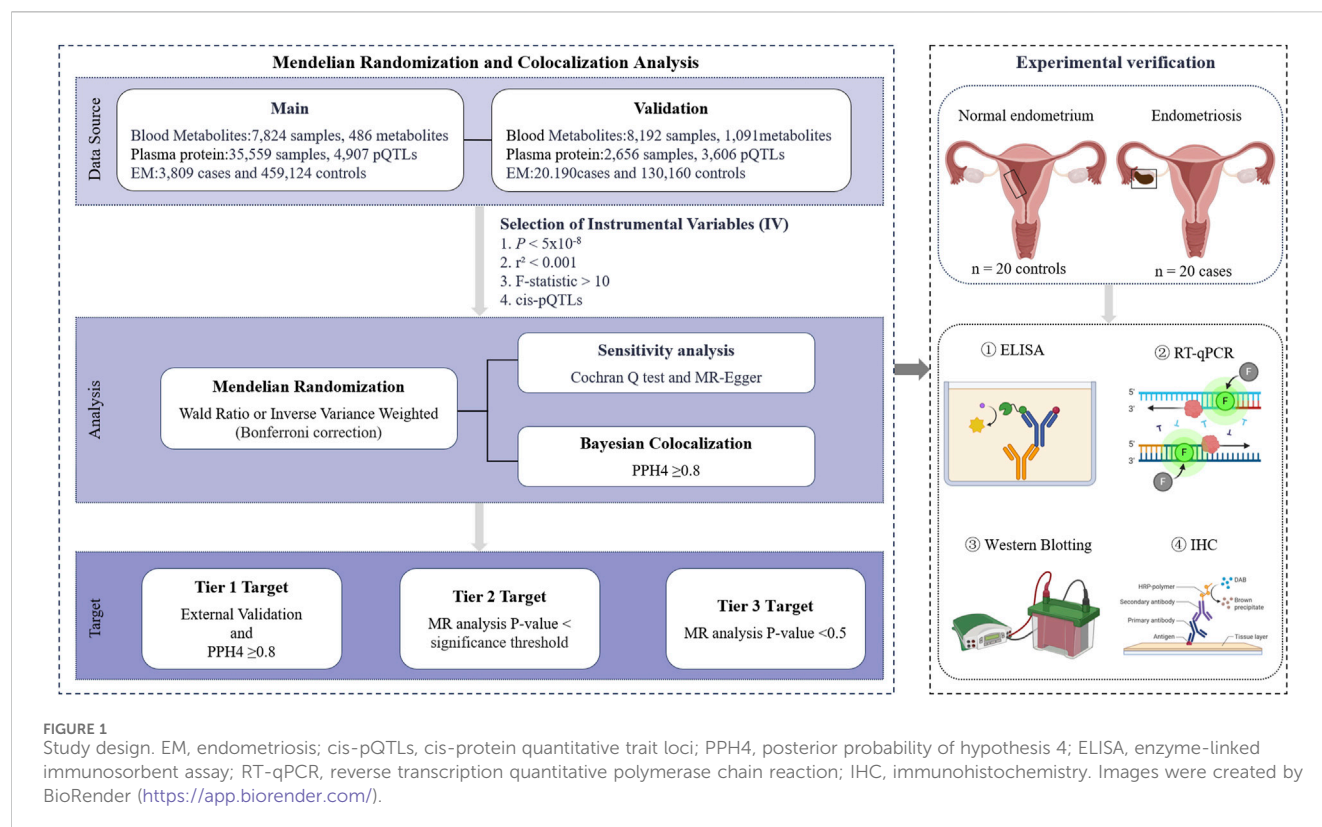 Mendelian Randomization and Colocalization Analysis
Data Source
Main
Blood Metabolites:7,824 samples, 486 metabolites
Plasma protein:35,559 samples, 4,907 pQTLs
EM:3,809 cases and 459,124 controls
Validation
Blood Metabolites:8,192 samples, 1,091metabolites
Plasma protein:2,656 samples, 3,606 pQTLs
EM:20.190cases and 130,160 controls
Selection of Instrumental Variables (IV)
1. P < 5x10⁻⁸
2. r² < 0.001
3. F-statistic > 10
4. cis-pQTLs
Analysis
Mendelian Randomization
Wald Ratio or Inverse Variance Weighted
(Bonferroni correction)
Sensitivity analysis
Cochran Q test and MR-Egger
Bayesian Colocalization
PPH4 ≥0.8
Target
Tier 1 Target
External Validation
and
PPH4 ≥0.8
Tier 2 Target
MR analysis P-value <
significance threshold
Tier 3 Target
MR analysis P-value <0.5
Experimental verification
Normal endometrium
Endometriosis
n = 20 controls
n = 20 cases
① ELISA
② RT-qPCR
F
5'
3'
F
5'
3'
F
F
③ Western Blotting
④ IHC
HRP-polymer
DAB
Secondary antibody
Brown
precipitate
Primary antibody
Antigen
Tissue layer
FIGURE 1
Study design. EM, endometriosis; cis-pQTLs, cis-protein quantitative trait loci; PPH4, posterior probability of hypothesis 4; ELISA, enzyme-linked
immunosorbent assay; RT-qPCR, reverse transcription quantitative polymerase chain reaction; IHC, immunohistochemistry. Images were created by
BioRender (https://app.biorender.com/).